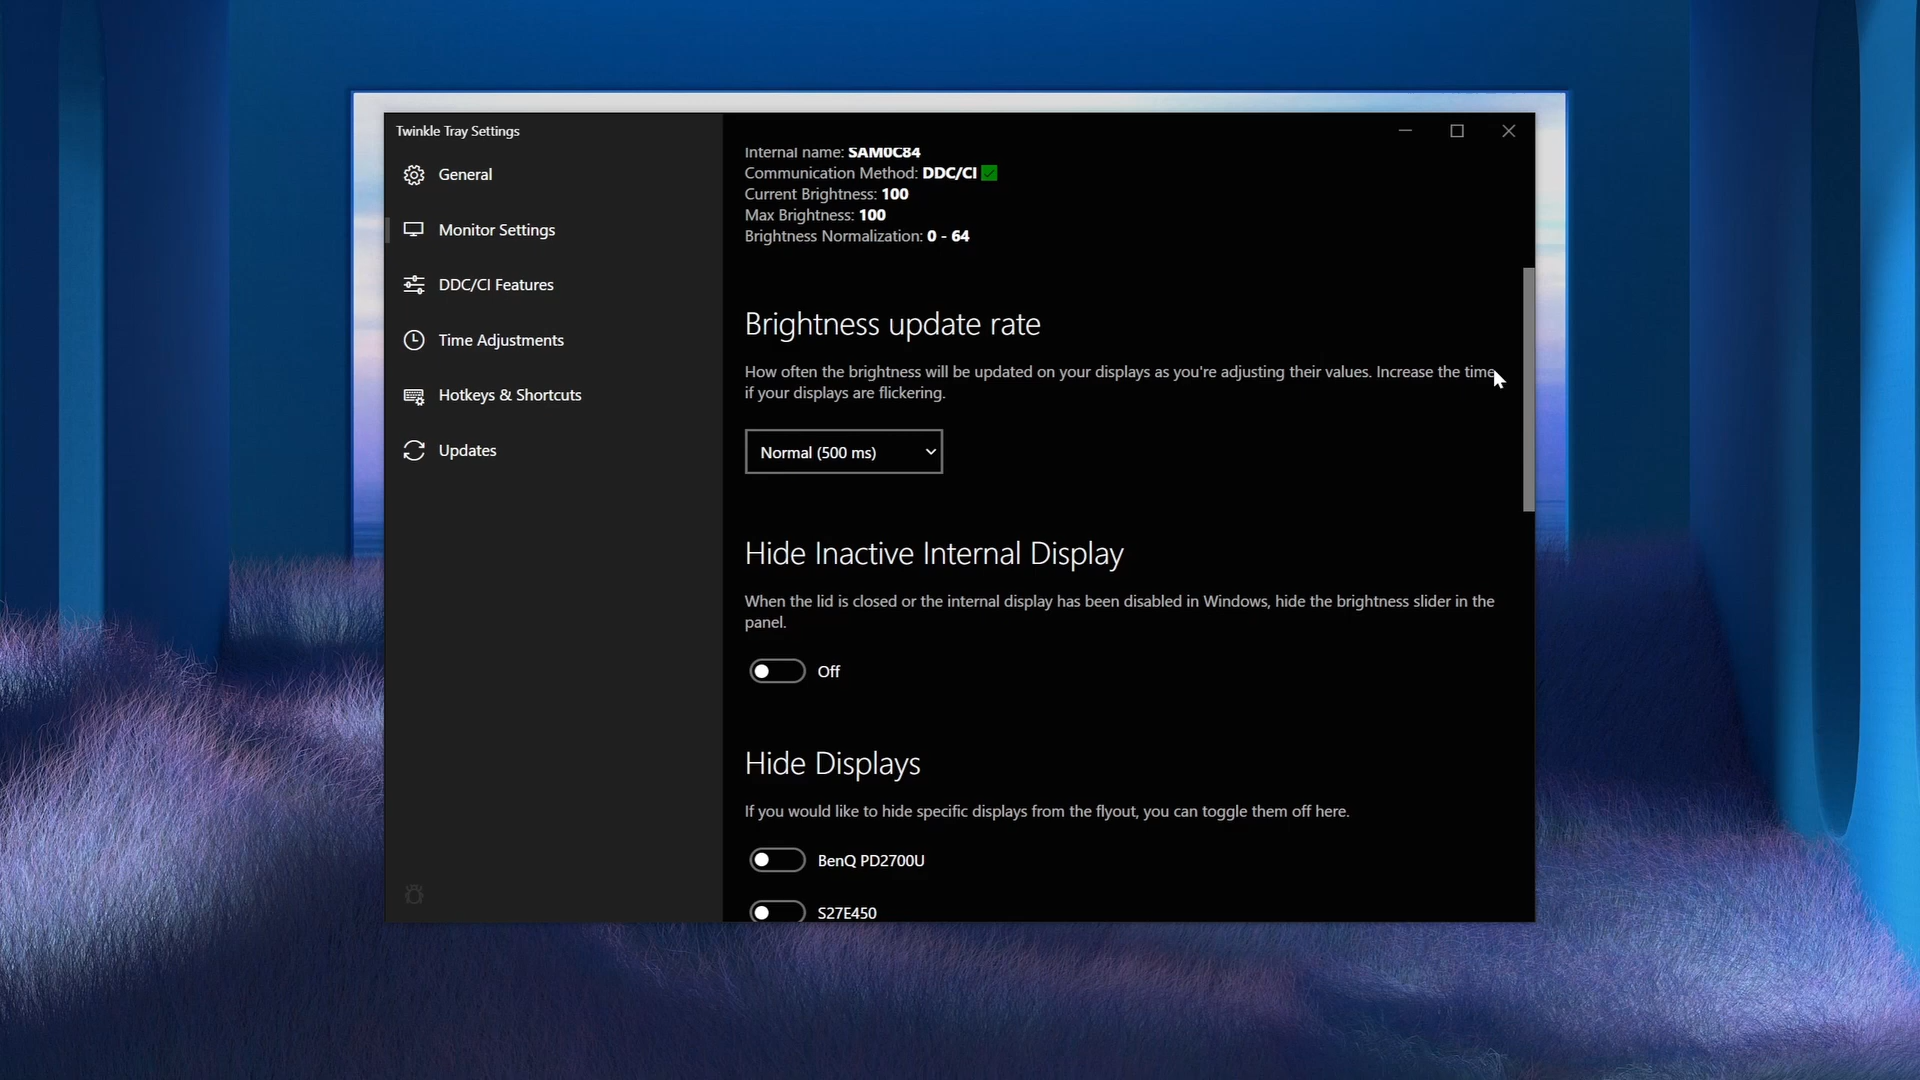 Twinkle Tray Settings
General
Monitor Settings
DDC/CI Features
Time Adjustments
Hotkeys & Shortcuts
Updates
Internal name: SAM0C84
Communication Method: DDC/CI
Current Brightness: 100
Max Brightness: 100
Brightness Normalization: 0 - 64
Brightness update rate
How often the brightness will be updated on your displays as you're adjusting their values. Increase the time
if your displays are flickering.
Normal (500 ms)
Hide Inactive Internal Display
When the lid is closed or the internal display has been disabled in Windows, hide the brightness slider in the
panel.
Off
Hide Displays
If you would like to hide specific displays from the flyout, you can toggle them off here.
BenQ PD2700U
S27E450